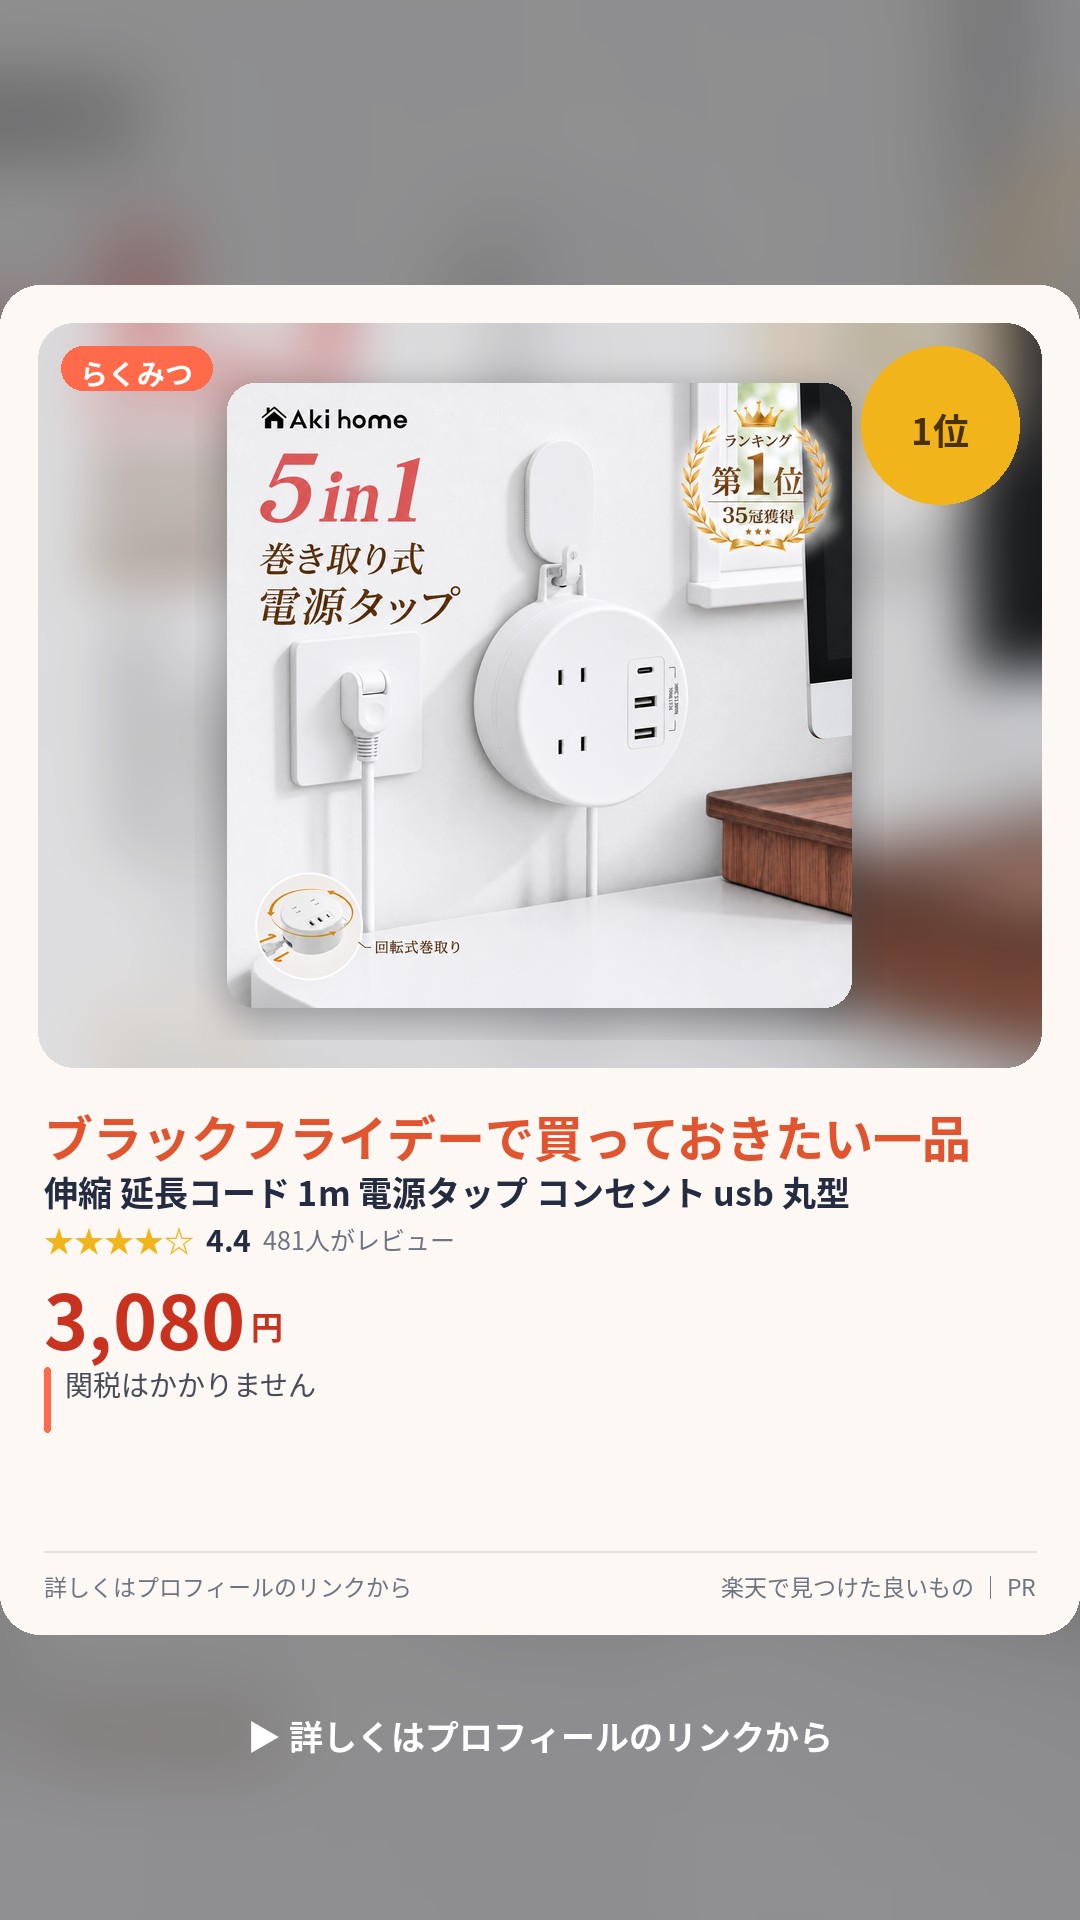 らくみつ
1位
Aki home
5in1
巻き取り式
電源タップ
ランキング
第1位
35冠獲得
回転式巻取り
ブラックフライデーで買っておきたい一品
伸縮 延長コード 1m 電源タップ コンセント usb 丸型
★★★★☆ 4.4 481人がレビュー
3,080円
関税はかかりません
詳しくはプロフィールのリンクから
楽天で見つけた良いもの｜PR
▶ 詳しくはプロフィールのリンクから